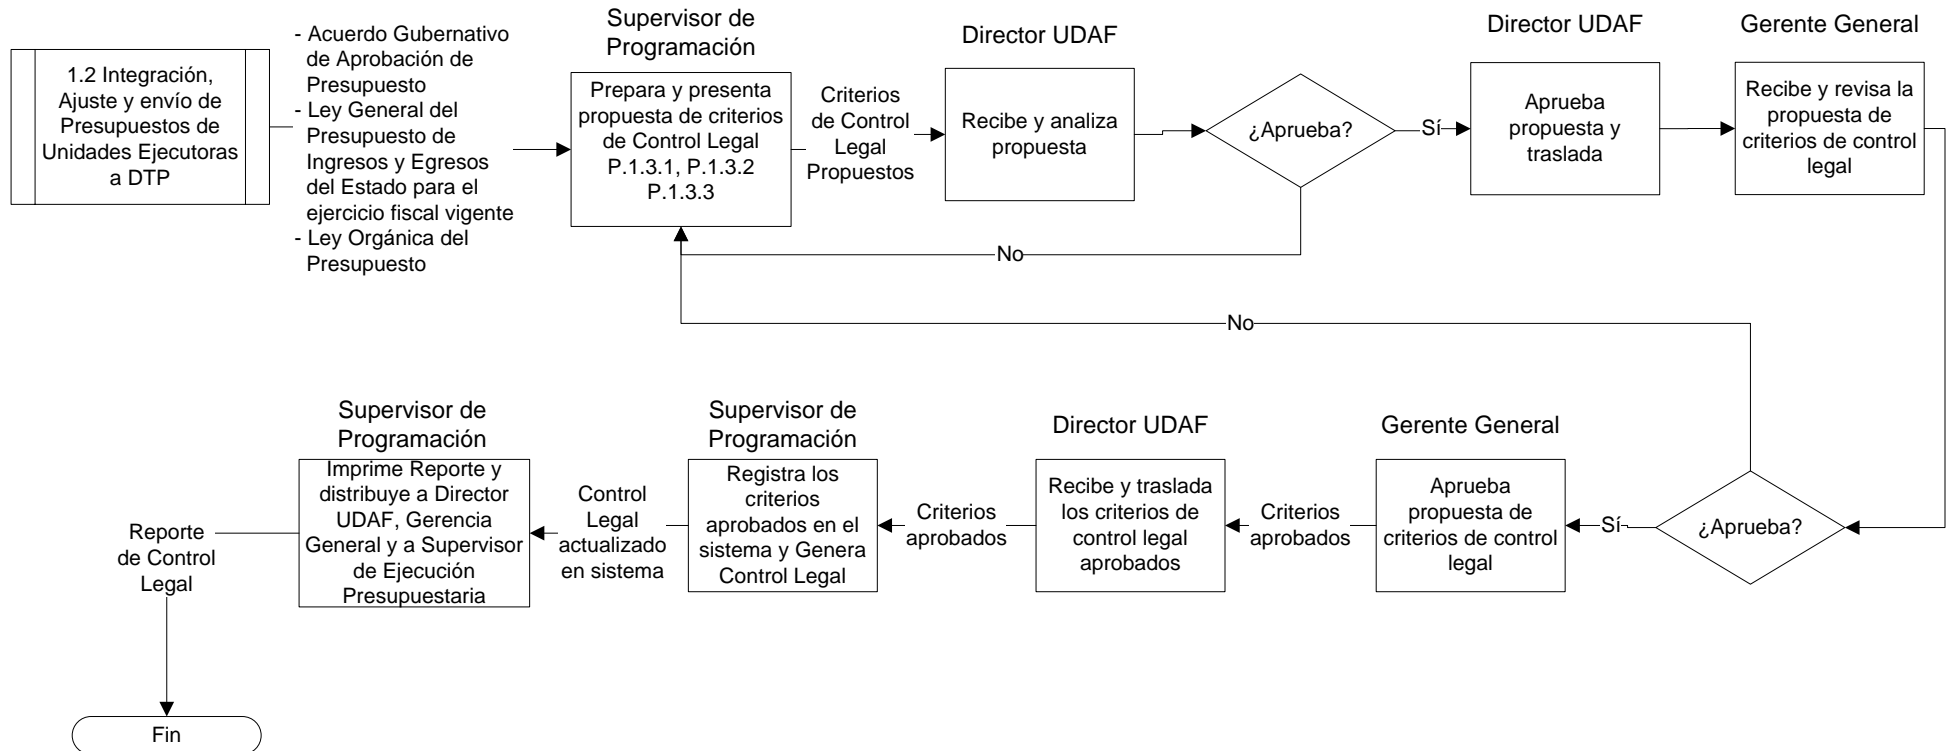 1.2 Integración,
Ajuste y envío de
Presupuestos de
Unidades Ejecutoras
a DTP
- Acuerdo Gubernativo
de Aprobación de
Presupuesto
- Ley General del
Presupuesto de
Ingresos y Egresos
del Estado para el
ejercicio fiscal vigente
- Ley Orgánica del
Presupuesto
Supervisor de
Programación
Prepara y presenta
propuesta de criterios
de Control Legal
P.1.3.1, P.1.3.2
P.1.3.3
Criterios
de Control
Legal
Propuestos
Director UDAF
Recibe y analiza
propuesta
¿Aprueba?
Sí
No
Director UDAF
Aprueba
propuesta y
traslada
Gerente General
Recibe y revisa la
propuesta de
criterios de control
legal
No
¿Aprueba?
Sí
Gerente General
Aprueba
propuesta de
criterios de control
legal
Criterios
aprobados
Director UDAF
Recibe y traslada
los criterios de
control legal
aprobados
Criterios
aprobados
Supervisor de
Programación
Registra los
criterios
aprobados en el
sistema y Genera
Control Legal
Control
Legal
actualizado
en sistema
Supervisor de
Programación
Imprime Reporte y
distribuye a Director
UDAF, Gerencia
General y a Supervisor
de Ejecución
Presupuestaria
Reporte
de Control
Legal
Fin